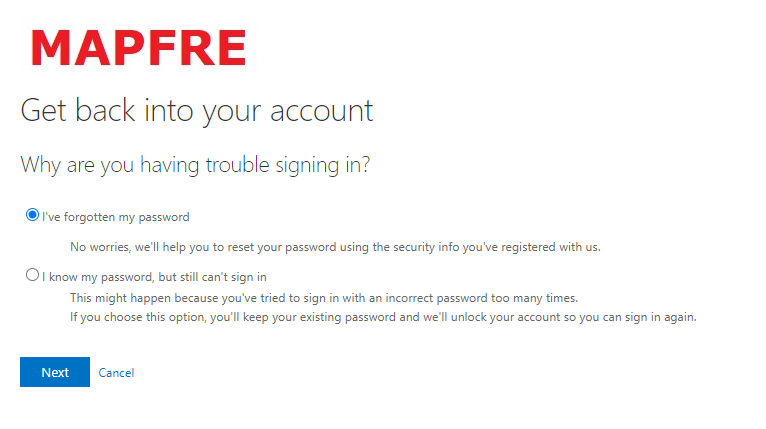 MAPFRE
Get back into your account
Why are you having trouble signing in?
I've forgotten my password
No worries, we'll help you to reset your password using the security info you've registered with us.
I know my password, but still can't sign in
This might happen because you've tried to sign in with an incorrect password too many times.
If you choose this option, you'll keep your existing password and we'll unlock your account so you can sign in again.
Next Cancel